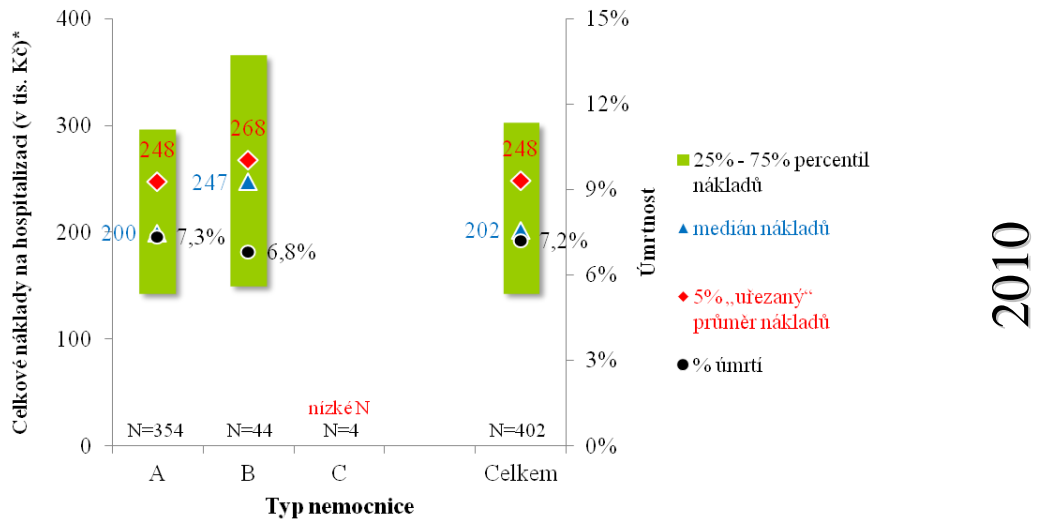 Celkové náklady na hospitalizaci (v tis. Kč)*
400
300
200
100
0
248
200
7,3%
268
247
6,8%
nízké N
248
202
7,2%
N=354
N=44
N=4
N=402
A
B
C
Celkem
Typ nemocnice
15%
12%
9%
6%
3%
0%
Úmrtnost
25% - 75% percentil
nákladů
medián nákladů
5% „uřezaný“
průměr nákladů
% úmrtí
2010